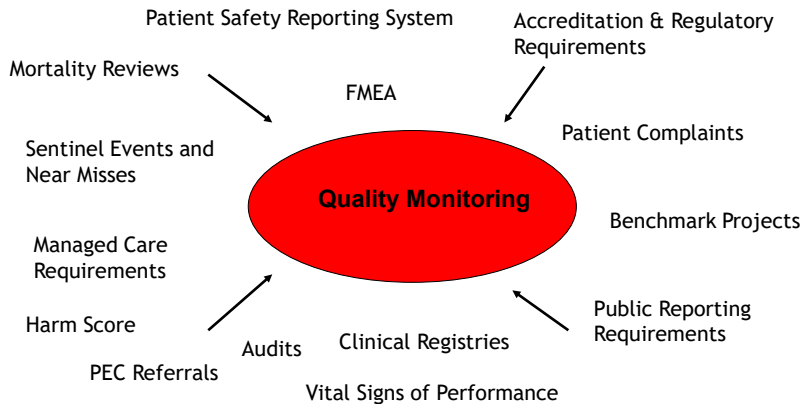 Patient Safety Reporting System
Accreditation & Regulatory
Requirements
Mortality Reviews
FMEA
Patient Complaints
Sentinel Events and
Near Misses
Quality Monitoring
Benchmark Projects
Managed Care
Requirements
Public Reporting
Requirements
Harm Score
Audits
Clinical Registries
PEC Referrals
Vital Signs of Performance